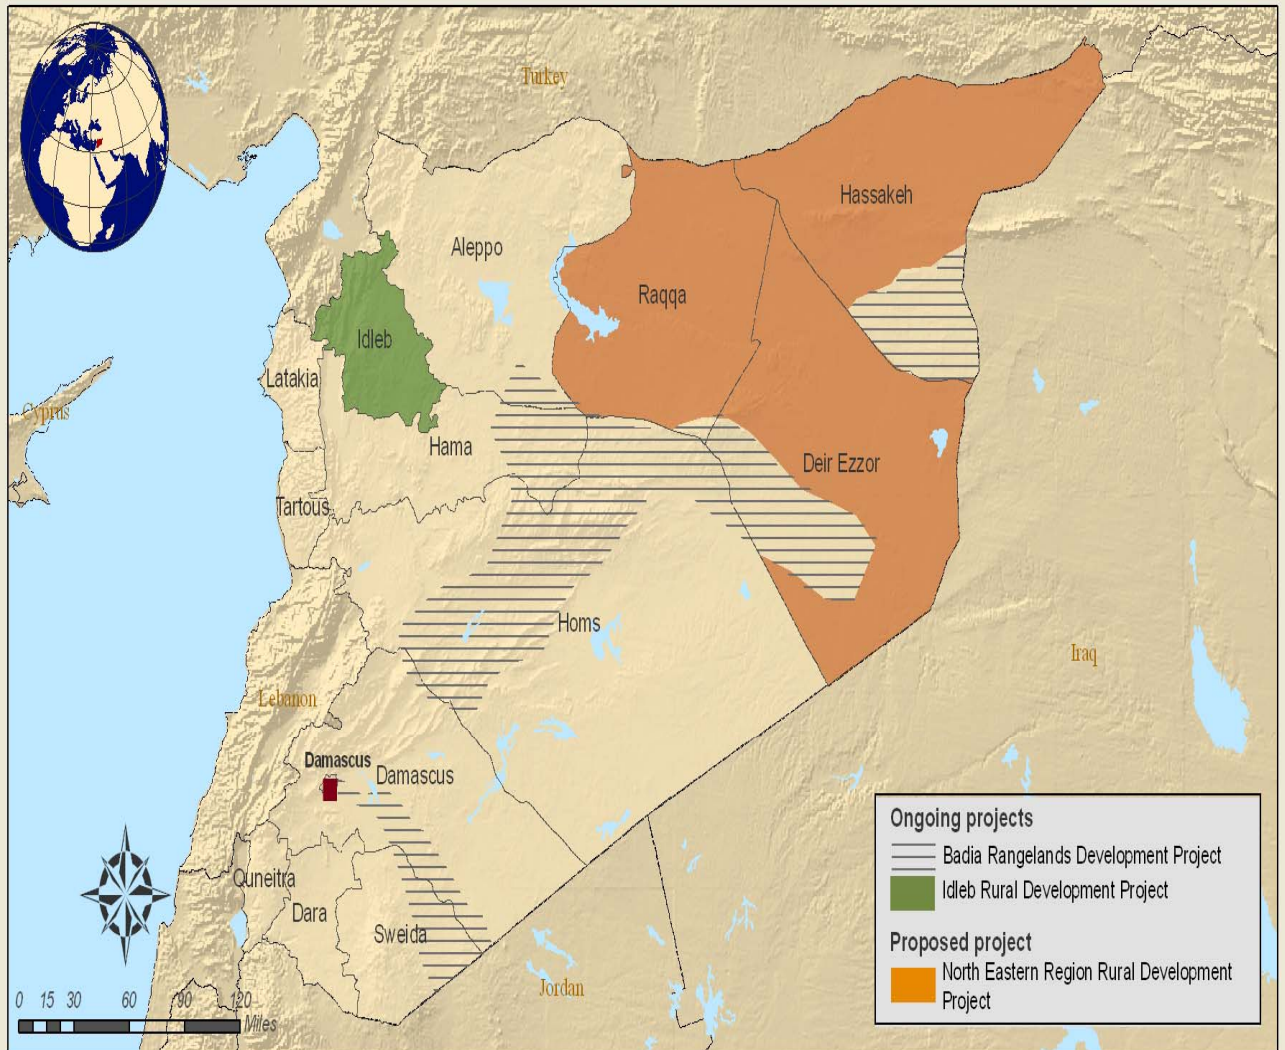 Turkey
Hassakeh
Aleppo
Raqqa
Idleb
Latakia
Cyprus
Hama
Deir Ezzor
Tartous
Homs
Iraq
Lebanon
Damascus
Damascus
Quneitra
Dara
Sweida
Jordan
0 15 30 60 90 120
Miles
Ongoing projects
Badia Rangelands Development Project
Idleb Rural Development Project
Proposed project
North Eastern Region Rural Development
Project